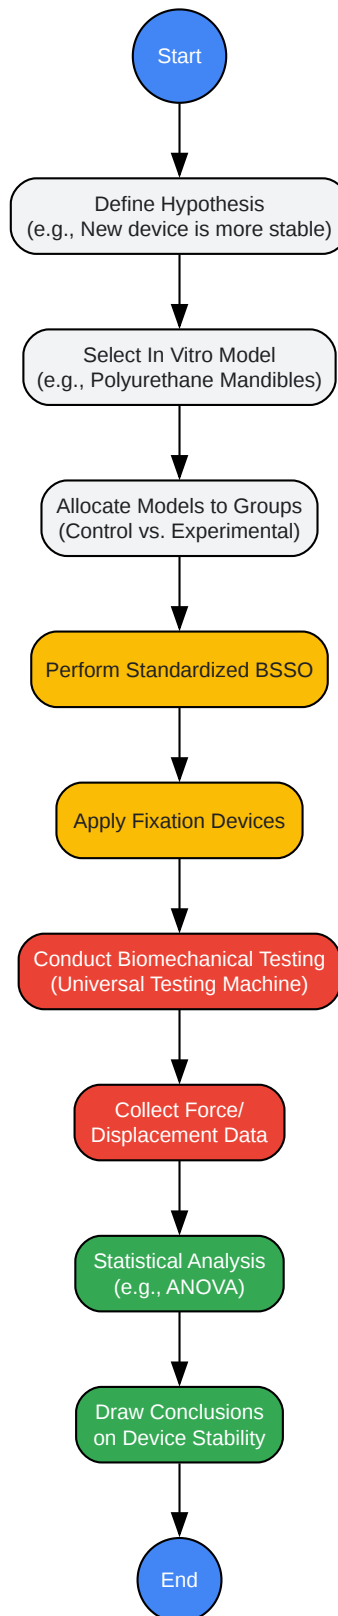 Start
Define Hypothesis
(e.g., New device is more stable)
Select In Vitro Model
(e.g., Polyurethane Mandibles)
Allocate Models to Groups
(Control vs. Experimental)
Perform Standardized BSSO
Apply Fixation Devices
Conduct Biomechanical Testing
(Universal Testing Machine)
Collect Force/
Displacement Data
Statistical Analysis
(e.g., ANOVA)
Draw Conclusions
on Device Stability
End